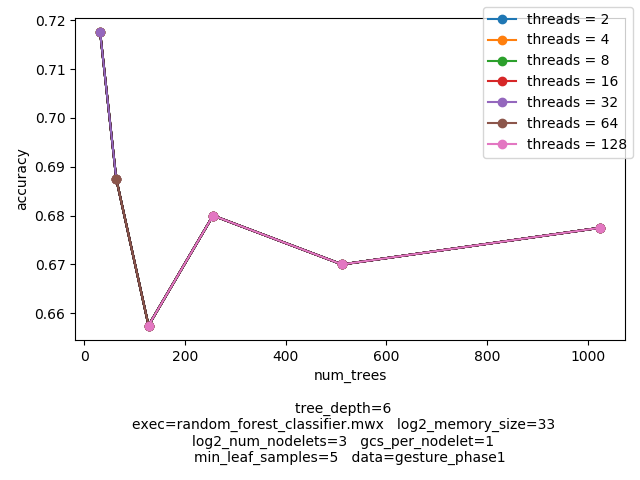 threads = 2
threads = 4
threads = 8
threads = 16
threads = 32
threads = 64
threads = 128
0.72
0.71
0.70
0.69
0.68
0.67
0.66
accuracy
0 200 400 600 800 1000
num_trees
tree_depth=6
exec=random_forest_classifier.mwx log2_memory_size=33
log2_num_nodelets=3 gcs_per_nodelet=1
min_leaf_samples=5 data=gesture_phase1